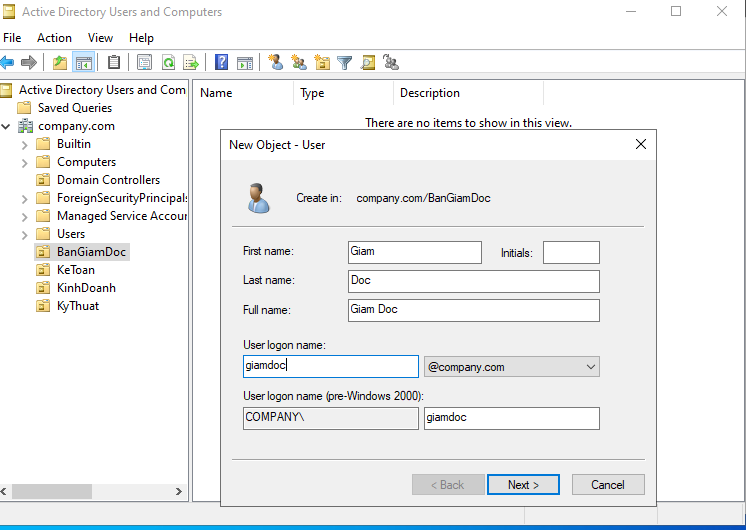 Active Directory Users and Computers
File Action View Help
Active Directory Users and Com
Saved Queries
company.com
Builtin
Computers
Domain Controllers
ForeignSecurityPrincipals
Managed Service Accour
Users
BanGiamDoc
KeToan
KinhDoanh
KyThuat
Name Type Description
There are no items to show in this view.
New Object - User
Create in: company.com/BanGiamDoc
First name: Giam Initials:
Last name: Doc
Full name: Giam Doc
User logon name:
giamdoc @company.com
User logon name (pre-Windows 2000):
COMPANY\ giamdoc
< Back Next > Cancel